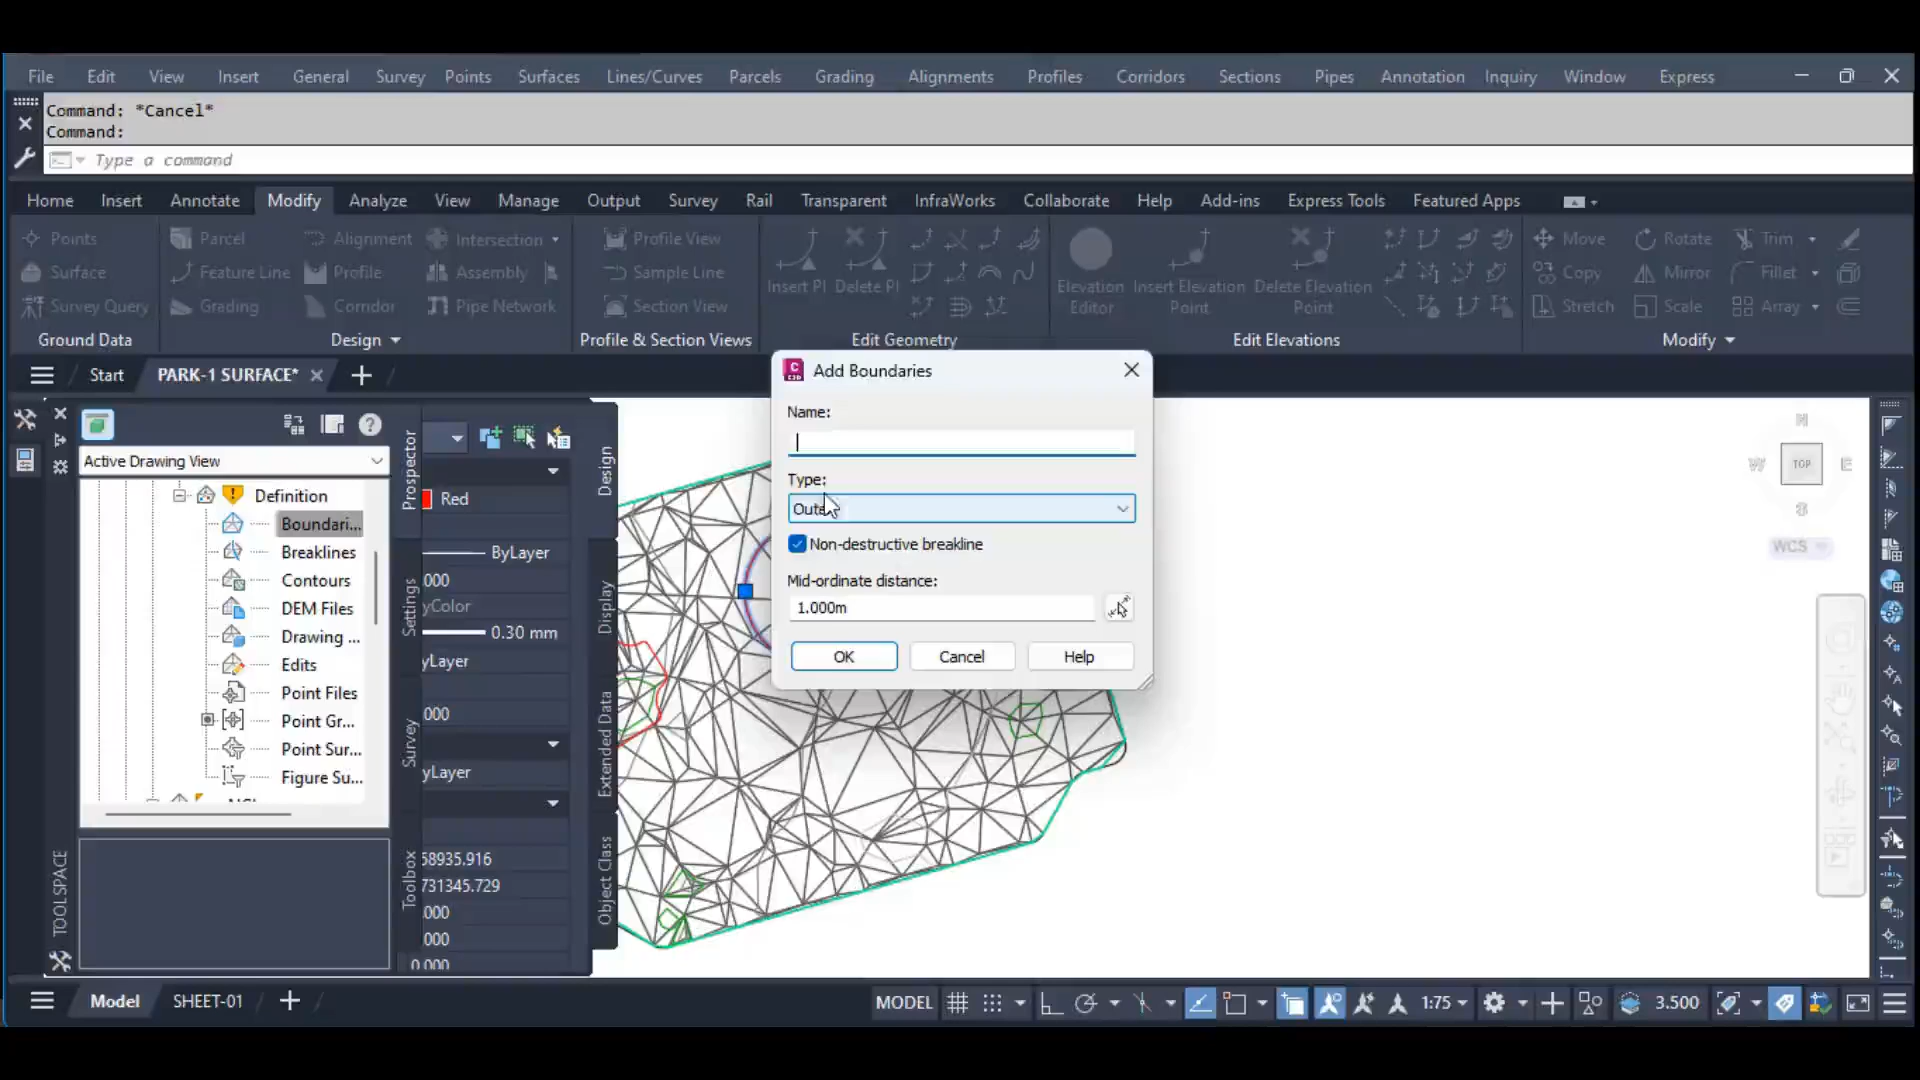 File Edit View Insert General Survey Points Surfaces Lines/Curves Parcels Grading Alignments Profiles Corridors Sections Pipes Annotation Inquiry Window Express
Command: *Cancel*
Command:
Type a command
Home Insert Annotate Modify Analyze View Manage Output Survey Rail Transparent InfraWorks Collaborate Help Add-ins Express Tools Featured Apps
Points Parcel Alignment Intersection Profile View Move Rotate Trim
Surface Feature Line Profile Assembly Sample Line Insert PI Delete PI Elevation Editor Insert Elevation Point Delete Elevation Point Copy Mirror Fillet
Survey Query Grading Corridor Pipe Network Section View Stretch Scale Array
Ground Data Design Profile & Section Views Edit Geometry Edit Elevations Modify
Start PARK-1 SURFACE* +
Add Boundaries
Name:
Type:
Oute
Non-destructive breakline
Mid-ordinate distance:
1.000m
OK Cancel Help
Active Drawing View
Definition
Boundari...
Breaklines
Contours
DEM Files
Drawing ...
Edits
Point Files
Point Gr...
Point Sur...
Figure Su...
TOOLSPACE
Prospector
Settings
Survey
Toolbox
Red
ByLayer
.000
yColor
0.30 mm
yLayer
.000
yLayer
58935.916
731345.729
.000
.000
0.000
Design
Display
Extended Data
Object Class
N
W TOP E
S
WCS
Model SHEET-01 +
MODEL 1:75 3.500